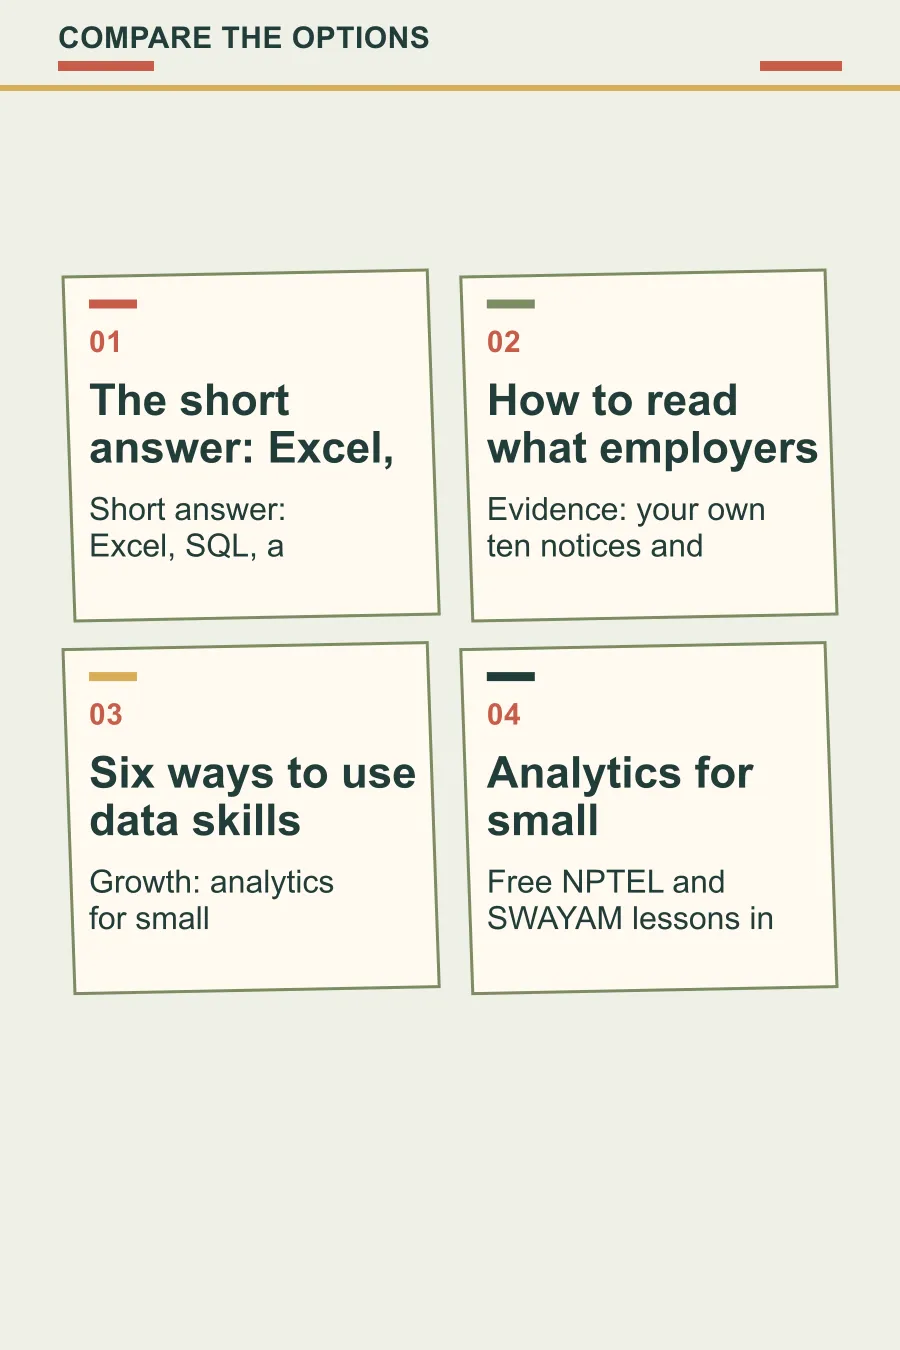 COMPARE THE OPTIONS
01
The short
answer: Excel,
Short answer:
Excel, SQL, a
02
How to read
what employers
Evidence: your own
ten notices and
03
Six ways to use
data skills
Growth: analytics
for small
04
Analytics for
small
Free NPTEL and
SWAYAM lessons in